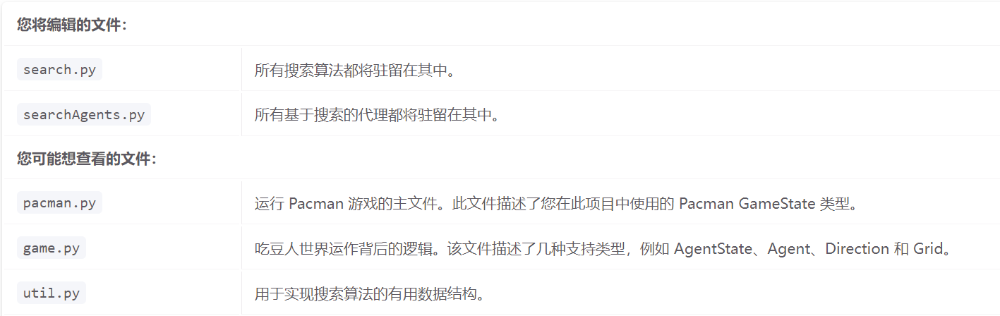 您将编辑的文件：
search.py 所有搜索算法都将驻留在其中。
searchAgents.py 所有基于搜索的代理都将驻留在其中。
您可能想查看的文件：
pacman.py 运行 Pacman 游戏的主文件。此文件描述了您在此项目中使用的 Pacman GameState 类型。
game.py 吃豆人世界运作背后的逻辑。该文件描述了几种支持类型，例如 AgentState、Agent、Direction 和 Grid。
util.py 用于实现搜索算法的有用数据结构。